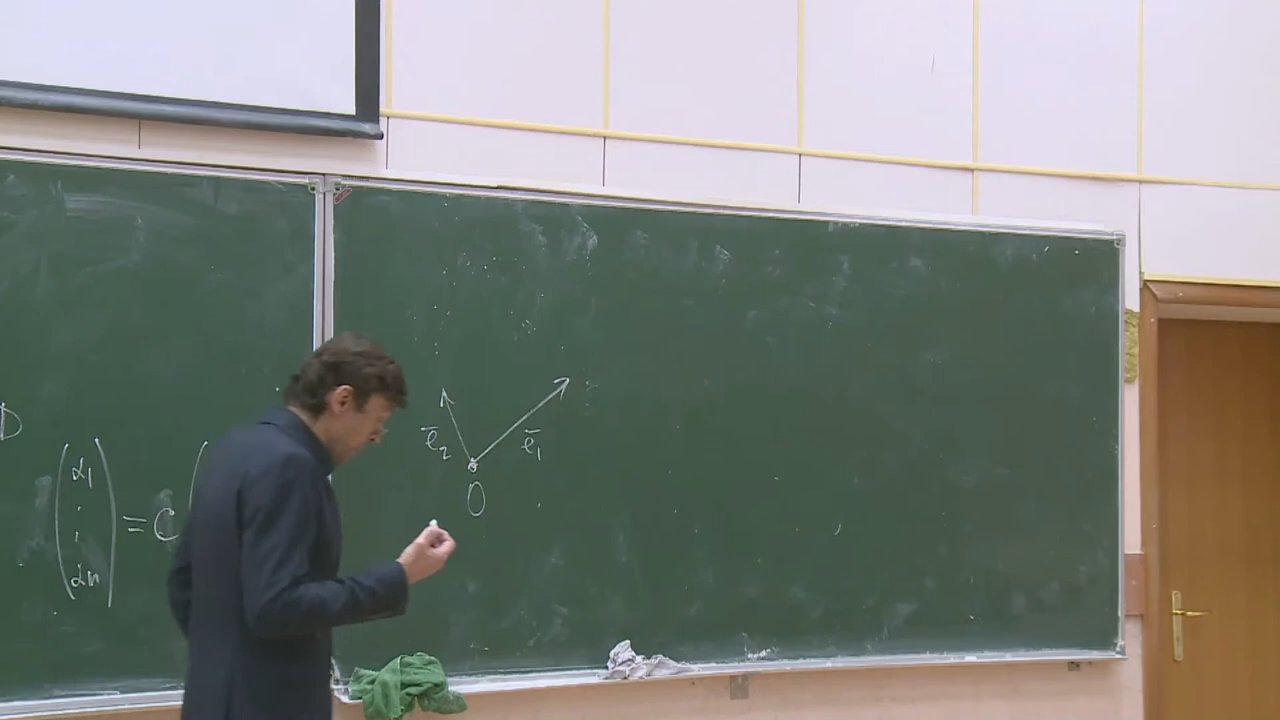 D
α₁
⋮ = C
αn
ē₂ ē₁
O